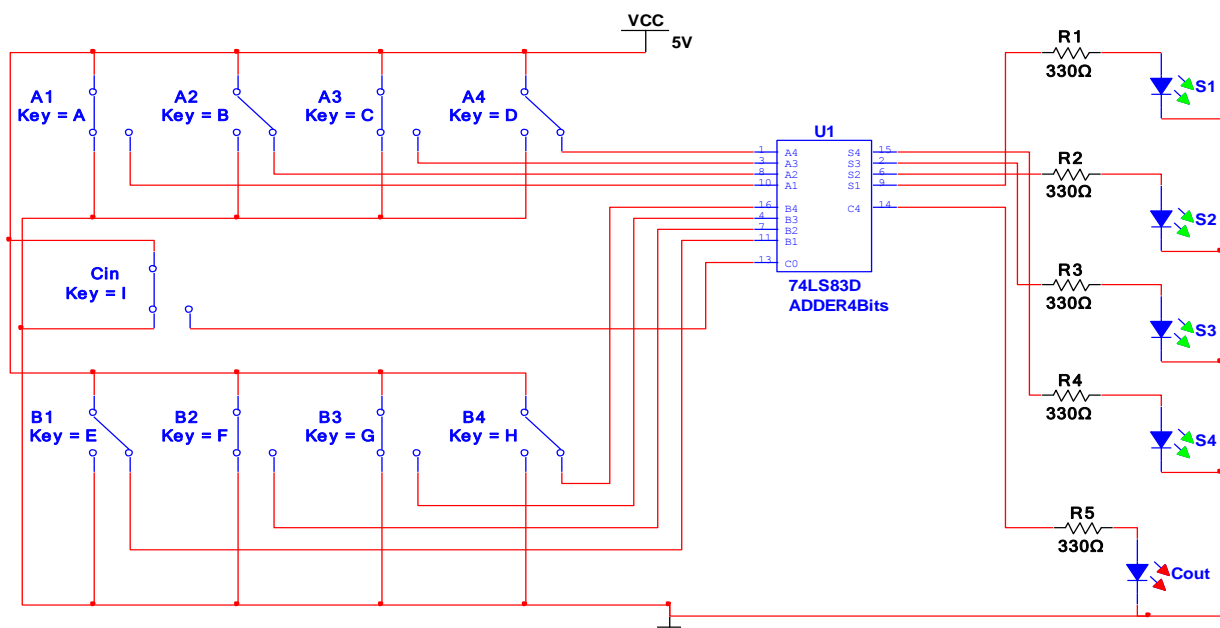 VCC
5V
A1
Key = A
A2
Key = B
A3
Key = C
A4
Key = D
Cin
Key = I
B1
Key = E
B2
Key = F
B3
Key = G
B4
Key = H
U1
1 A4
3 A3
8 A2
10 A1
16 B4
4 B3
7 B2
11 B1
13 C0
S4 15
S3 2
S2 6
S1 9
C4 14
74LS83D
ADDER4Bits
R1
330Ω
S1
R2
330Ω
S2
R3
330Ω
S3
R4
330Ω
S4
R5
330Ω
Cout